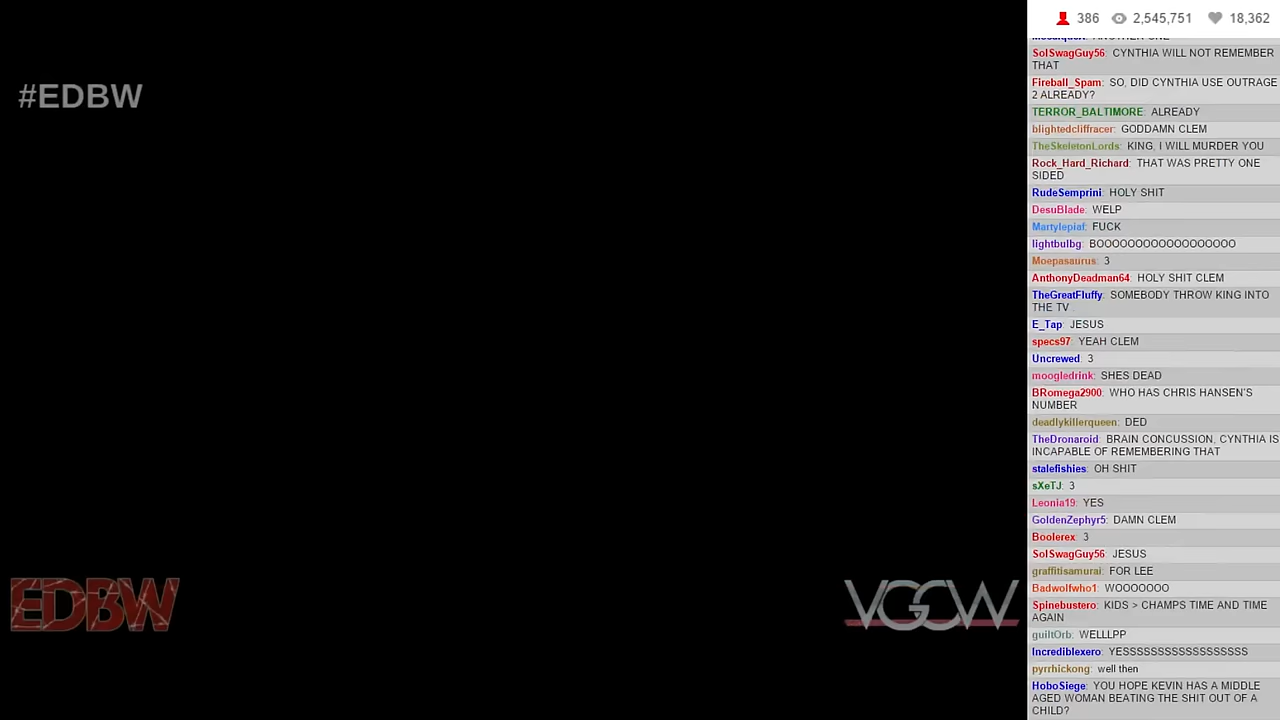 386 2,545,751 18,362
#EDBW
SolSwagGuy56: CYNTHIA WILL NOT REMEMBER
THAT
Fireball_Spam: SO, DID CYNTHIA USE OUTRAGE
2 ALREADY?
TERROR_BALTIMORE: ALREADY
blightedcliffracer: GODDAMN CLEM
TheSkeletonLords: KING, I WILL MURDER YOU
Rock_Hard_Richard: THAT WAS PRETTY ONE
SIDED
RudeSemprini: HOLY SHIT
DesuBlade: WELP
Martylepiaf: FUCK
lightbulbg: BOOOOOOOOOOOOOOOOOO
Moepasaurus: 3
AnthonyDeadman64: HOLY SHIT CLEM
TheGreatFluffy: SOMEBODY THROW KING INTO
THE TV
E_Tap: JESUS
specs97: YEAH CLEM
Uncrewed: 3
moogledrink: SHES DEAD
BRomega2900: WHO HAS CHRIS HANSEN'S
NUMBER
deadlykillerqueen: DED
TheDronaroid: BRAIN CONCUSSION, CYNTHIA IS
INCAPABLE OF REMEMBERING THAT
stalefishies: OH SHIT
sXeTJ: 3
Leonia19: YES
GoldenZephyr5: DAMN CLEM
Boolerex: 3
SolSwagGuy56: JESUS
graffitisamurai: FOR LEE
Badwolfwho1: WOOOOOOO
Spinebustero: KIDS > CHAMPS TIME AND TIME
AGAIN
guiltOrb: WELLLPP
Incrediblexero: YESSSSSSSSSSSSSSSSSS
pyrrhickong: well then
HoboSiege: YOU HOPE KEVIN HAS A MIDDLE
AGED WOMAN BEATING THE SHIT OUT OF A
CHILD?
EDBW
VGCW